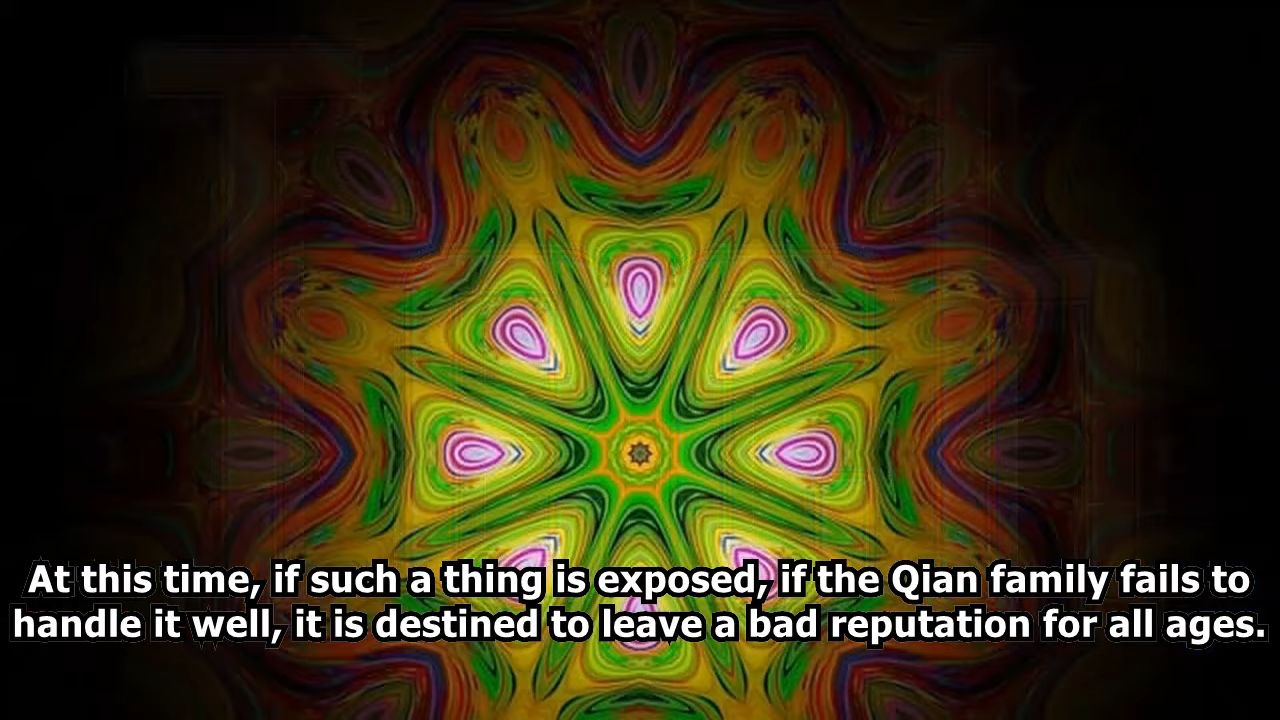 At this time, if such a thing is exposed, if the Qian family fails to
handle it well, it is destined to leave a bad reputation for all ages.